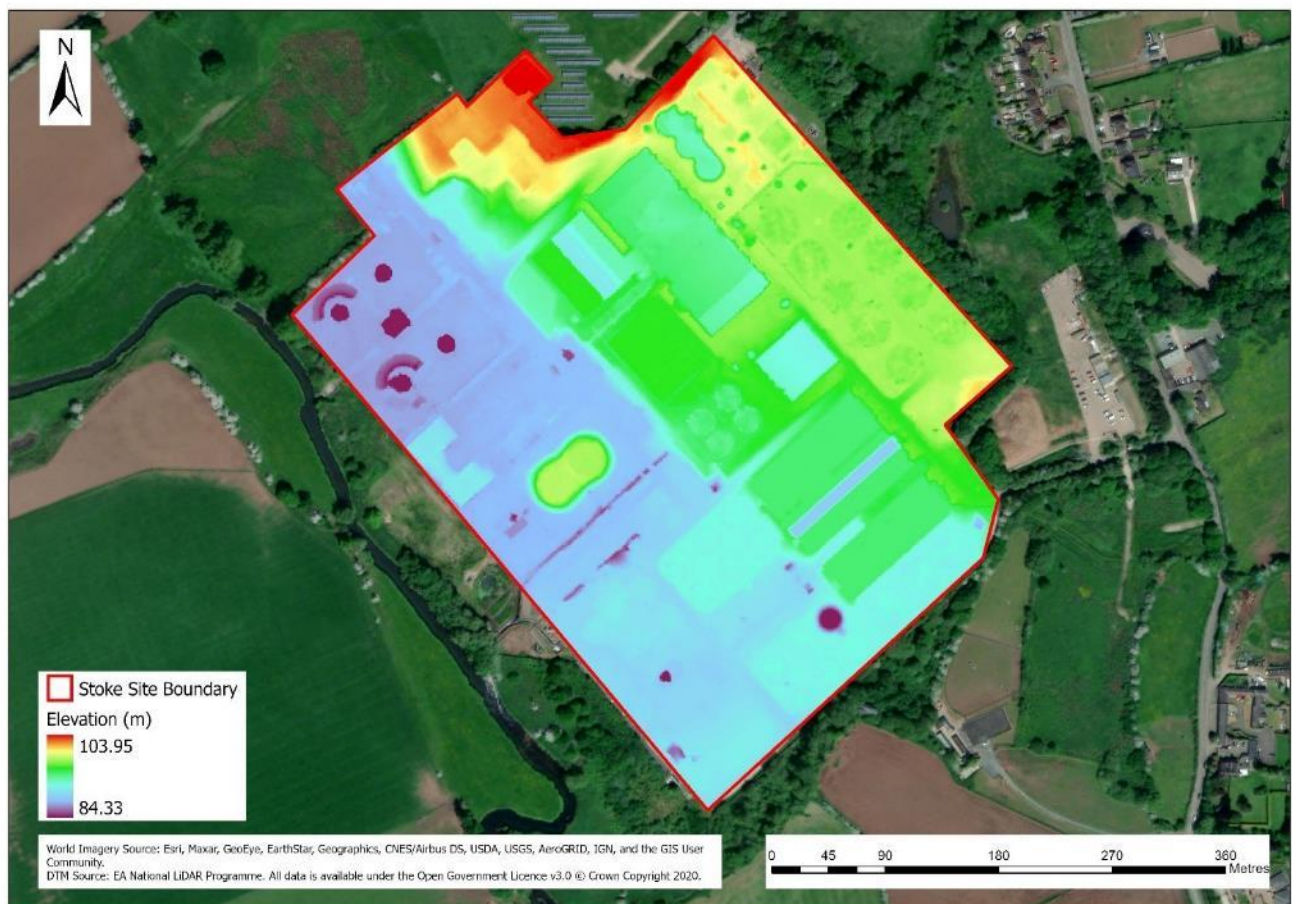 N
Stoke Site Boundary
Elevation (m)
103.95
84.33
World Imagery Source: Esri, Maxar, GeoEye, EarthStar, Geographics, CNES/Airbus DS, USDA, USGS, AeroGRID, IGN, and the GIS User
Community.
DTM Source: EA National LiDAR Programme. All data is available under the Open Government Licence v3.0 © Crown Copyright 2020.
0 45 90 180 270 360
Metres